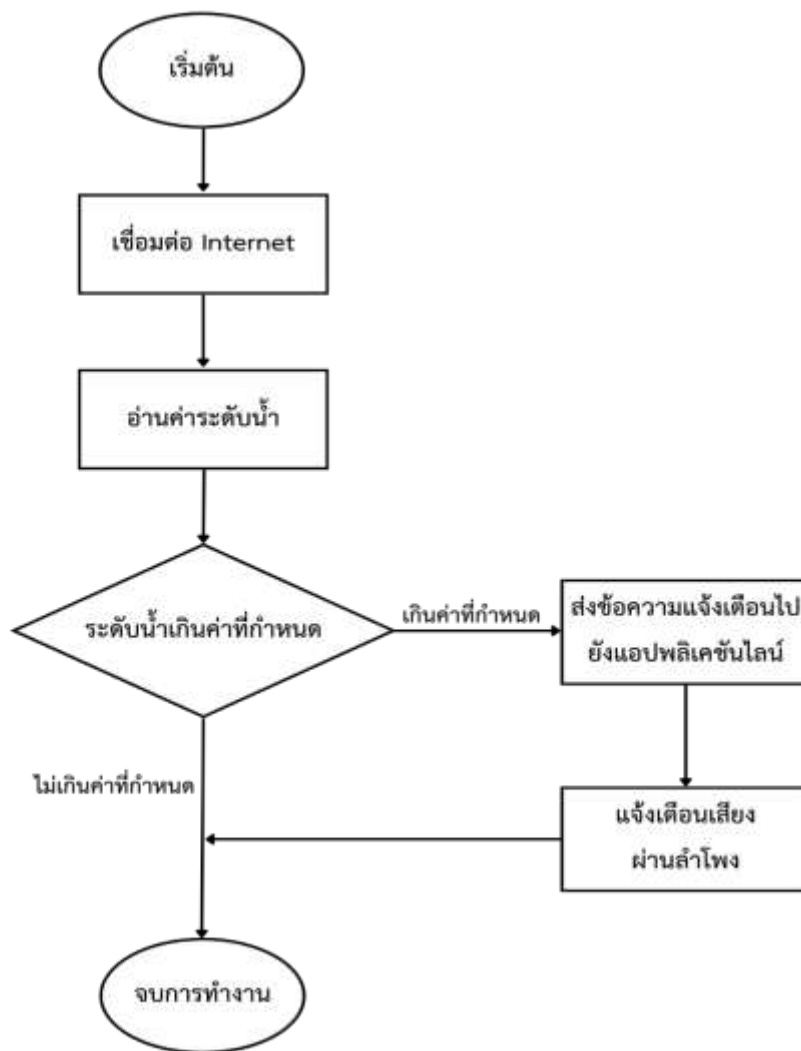 เริ่มต้น
เชื่อมต่อ Internet
อ่านค่าระดับน้ำ
ระดับน้ำเกินค่าที่กำหนด
เกินค่าที่กำหนด
ส่งข้อความแจ้งเตือนไป
ยังแอปพลิเคชันไลน์
ไม่เกินค่าที่กำหนด
แจ้งเตือนเสียง
ผ่านลำโพง
จบการทำงาน